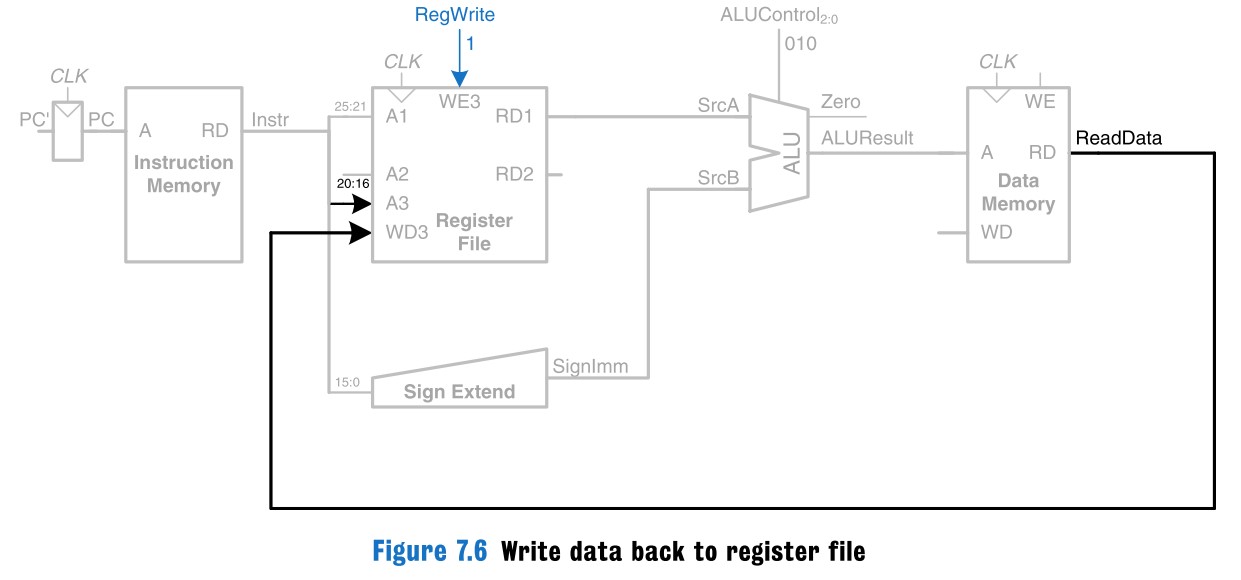 RegWrite
1
ALUControl2:0
010
CLK
CLK
CLK
PC'
PC
A
RD
Instruction
Memory
Instr
25:21
20:16
15:0
A1
A2
A3
WD3
WE3
RD1
RD2
Register
File
Sign Extend
SignImm
SrcA
SrcB
ALU
Zero
ALUResult
WE
A
RD
Data
Memory
WD
ReadData
Figure 7.6 Write data back to register file